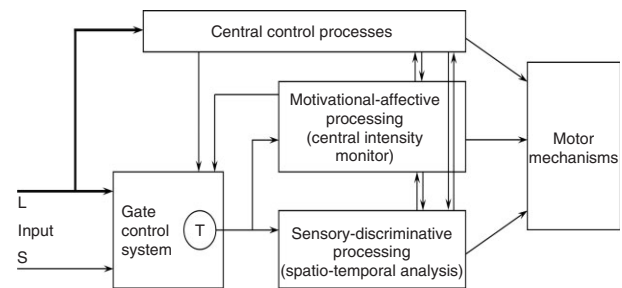 Central control processes
Motivational-affective
processing
(central intensity
monitor)
Motor
mechanisms
L
Input
S
Gate
control
system
T
Sensory-discriminative
processing
(spatio-temporal analysis)